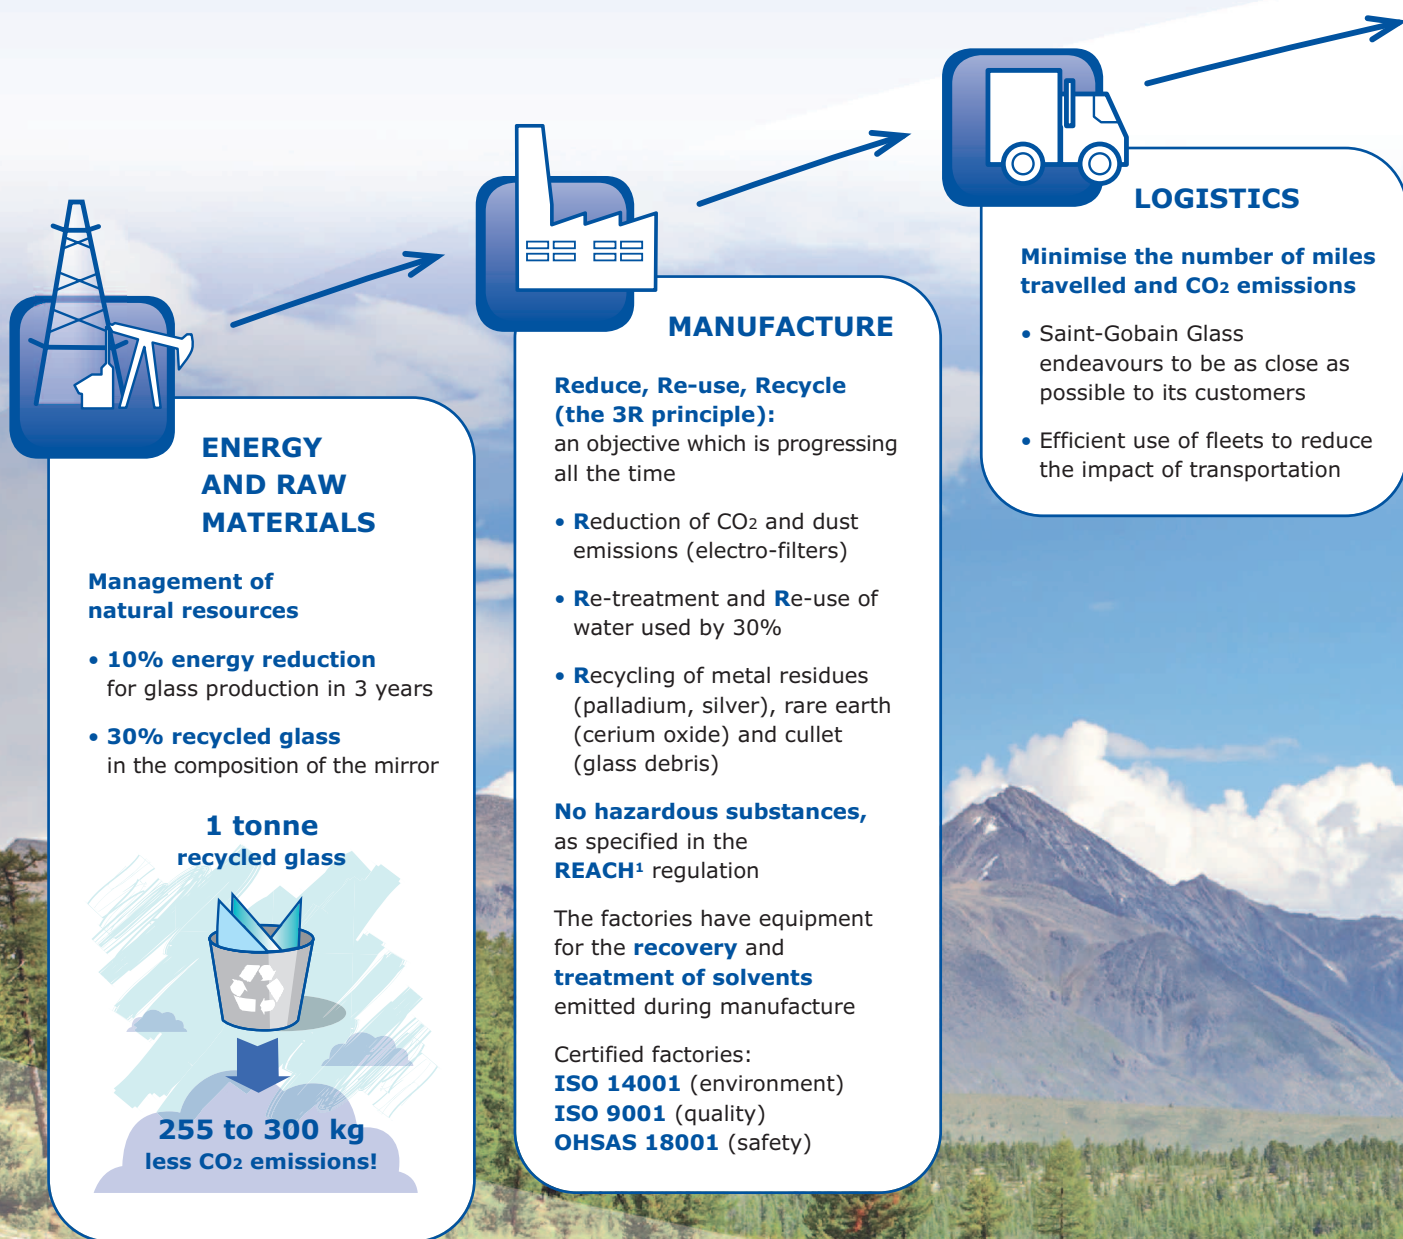 ENERGY
AND RAW
MATERIALS
Management of
natural resources
• 10% energy reduction
for glass production in 3 years
• 30% recycled glass
in the composition of the mirror
1 tonne
recycled glass
255 to 300 kg
less CO₂ emissions!
MANUFACTURE
Reduce, Re-use, Recycle
(the 3R principle):
an objective which is progressing
all the time
• Reduction of CO₂ and dust
emissions (electro-filters)
• Re-treatment and Re-use of
water used by 30%
• Recycling of metal residues
(palladium, silver), rare earth
(cerium oxide) and cullet
(glass debris)
No hazardous substances,
as specified in the
REACH¹ regulation
The factories have equipment
for the recovery and
treatment of solvents
emitted during manufacture
Certified factories:
ISO 14001 (environment)
ISO 9001 (quality)
OHSAS 18001 (safety)
LOGISTICS
Minimise the number of miles
travelled and CO₂ emissions
• Saint-Gobain Glass
endeavours to be as close as
possible to its customers
• Efficient use of fleets to reduce
the impact of transportation